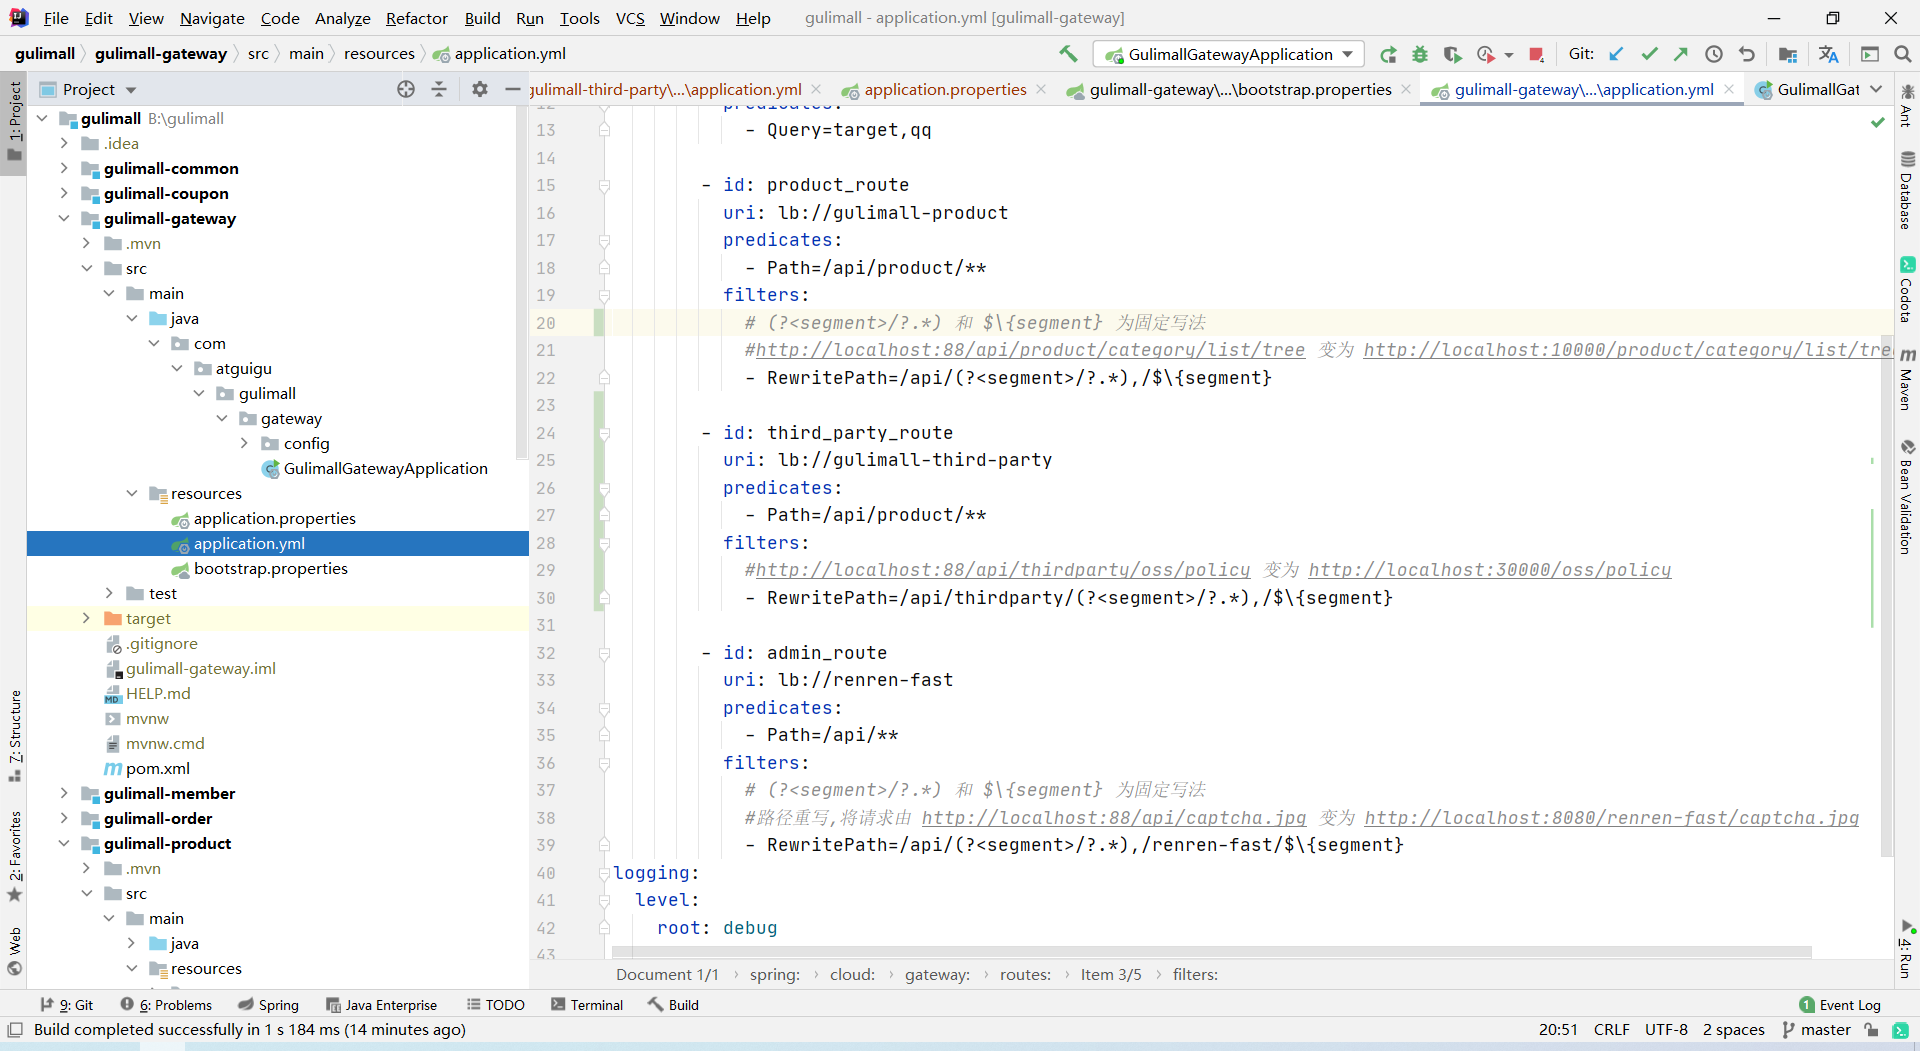 File Edit View Navigate Code Analyze Refactor Build Run Tools VCS Window Help gulimall - application.yml [gulimall-gateway]
gulimall gulimall-gateway src main resources application.yml GulimallGatewayApplication Git:
Project gulimall-third-party\...\application.yml application.properties gulimall-gateway\...\bootstrap.properties gulimall-gateway\...\application.yml GulimallGat
1: Project
7: Structure
2: Favorites
Web
gulimall B:\gulimall
.idea
gulimall-common
gulimall-coupon
gulimall-gateway
.mvn
src
main
java
com
atguigu
gulimall
gateway
config
GulimallGatewayApplication
resources
application.properties
application.yml
bootstrap.properties
test
target
.gitignore
gulimall-gateway.iml
HELP.md
mvnw
mvnw.cmd
pom.xml
gulimall-member
gulimall-order
gulimall-product
.mvn
src
main
java
resources
12 predicates:
13 - Query=target,qq
14
15 - id: product_route
16 uri: lb://gulimall-product
17 predicates:
18 - Path=/api/product/**
19 filters:
20 # (?<segment>/?.*) 和 $\{segment} 为固定写法
21 #http://localhost:88/api/product/category/list/tree 变为 http://localhost:10000/product/category/list/tre
22 - RewritePath=/api/(?<segment>/?.*),/$\{segment}
23
24 - id: third_party_route
25 uri: lb://gulimall-third-party
26 predicates:
27 - Path=/api/product/**
28 filters:
29 #http://localhost:88/api/thirdparty/oss/policy 变为 http://localhost:30000/oss/policy
30 - RewritePath=/api/thirdparty/(?<segment>/?.*),/$\{segment}
31
32 - id: admin_route
33 uri: lb://renren-fast
34 predicates:
35 - Path=/api/**
36 filters:
37 # (?<segment>/?.*) 和 $\{segment} 为固定写法
38 #路径重写,将请求由 http://localhost:88/api/captcha.jpg 变为 http://localhost:8080/renren-fast/captcha.jpg
39 - RewritePath=/api/(?<segment>/?.*),/renren-fast/$\{segment}
40 logging:
41 level:
42 root: debug
43
Document 1/1 spring: cloud: gateway: routes: Item 3/5 filters:
Ant
Database
Codota
Maven
Bean Validation
4: Run
9: Git 6: Problems Spring Java Enterprise TODO Terminal Build 1 Event Log
Build completed successfully in 1 s 184 ms (14 minutes ago) 20:51 CRLF UTF-8 2 spaces master